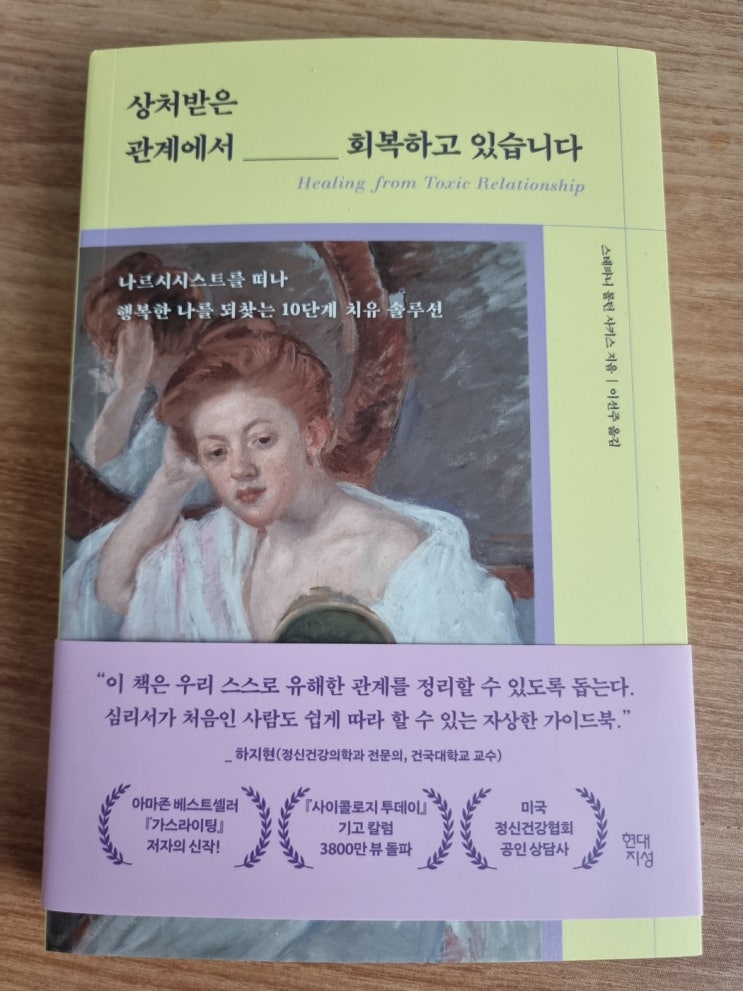 상처받은
관계에서 ______ 회복하고 있습니다
Healing from Toxic Relationship
나르시시스트를 떠나
행복한 나를 되찾는 10단계 치유 솔루션
스테파니 몰턴 사키스 지음 | 이선주 옮김
“이 책은 우리 스스로 유해한 관계를 정리할 수 있도록 돕는다.
심리서가 처음인 사람도 쉽게 따라 할 수 있는 자상한 가이드북.”
_ 하지현(정신건강의학과 전문의, 건국대학교 교수)
아마존 베스트셀러
『가스라이팅』
저자의 신작!
『사이콜로지 투데이』
기고 칼럼
3800만 뷰 돌파
미국
정신건강협회
공인 상담사
현대
지성